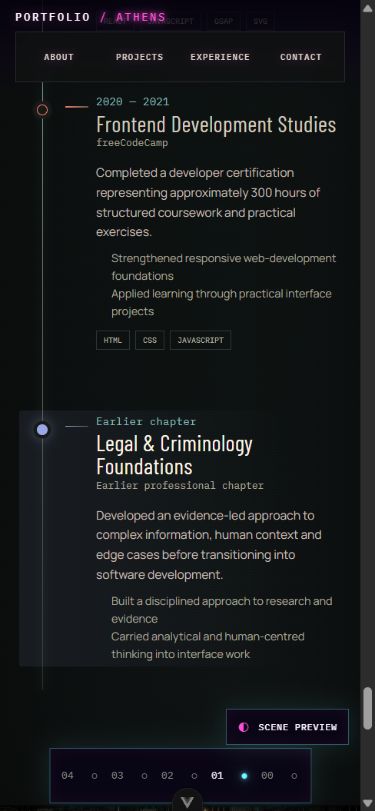 PORTFOLIO / ATHENS
JAVASCRIPT GSAP SVG
ABOUT PROJECTS EXPERIENCE CONTACT
2020 — 2021
Frontend Development Studies
freeCodeCamp
Completed a developer certification
representing approximately 300 hours of
structured coursework and practical
exercises.
Strengthened responsive web-development
foundations
Applied learning through practical interface
projects
HTML CSS JAVASCRIPT
Earlier chapter
Legal & Criminology
Foundations
Earlier professional chapter
Developed an evidence-led approach to
complex information, human context and
edge cases before transitioning into
software development.
Built a disciplined approach to research and
evidence
Carried analytical and human-centred
thinking into interface work
SCENE PREVIEW
04 03 02 01 00